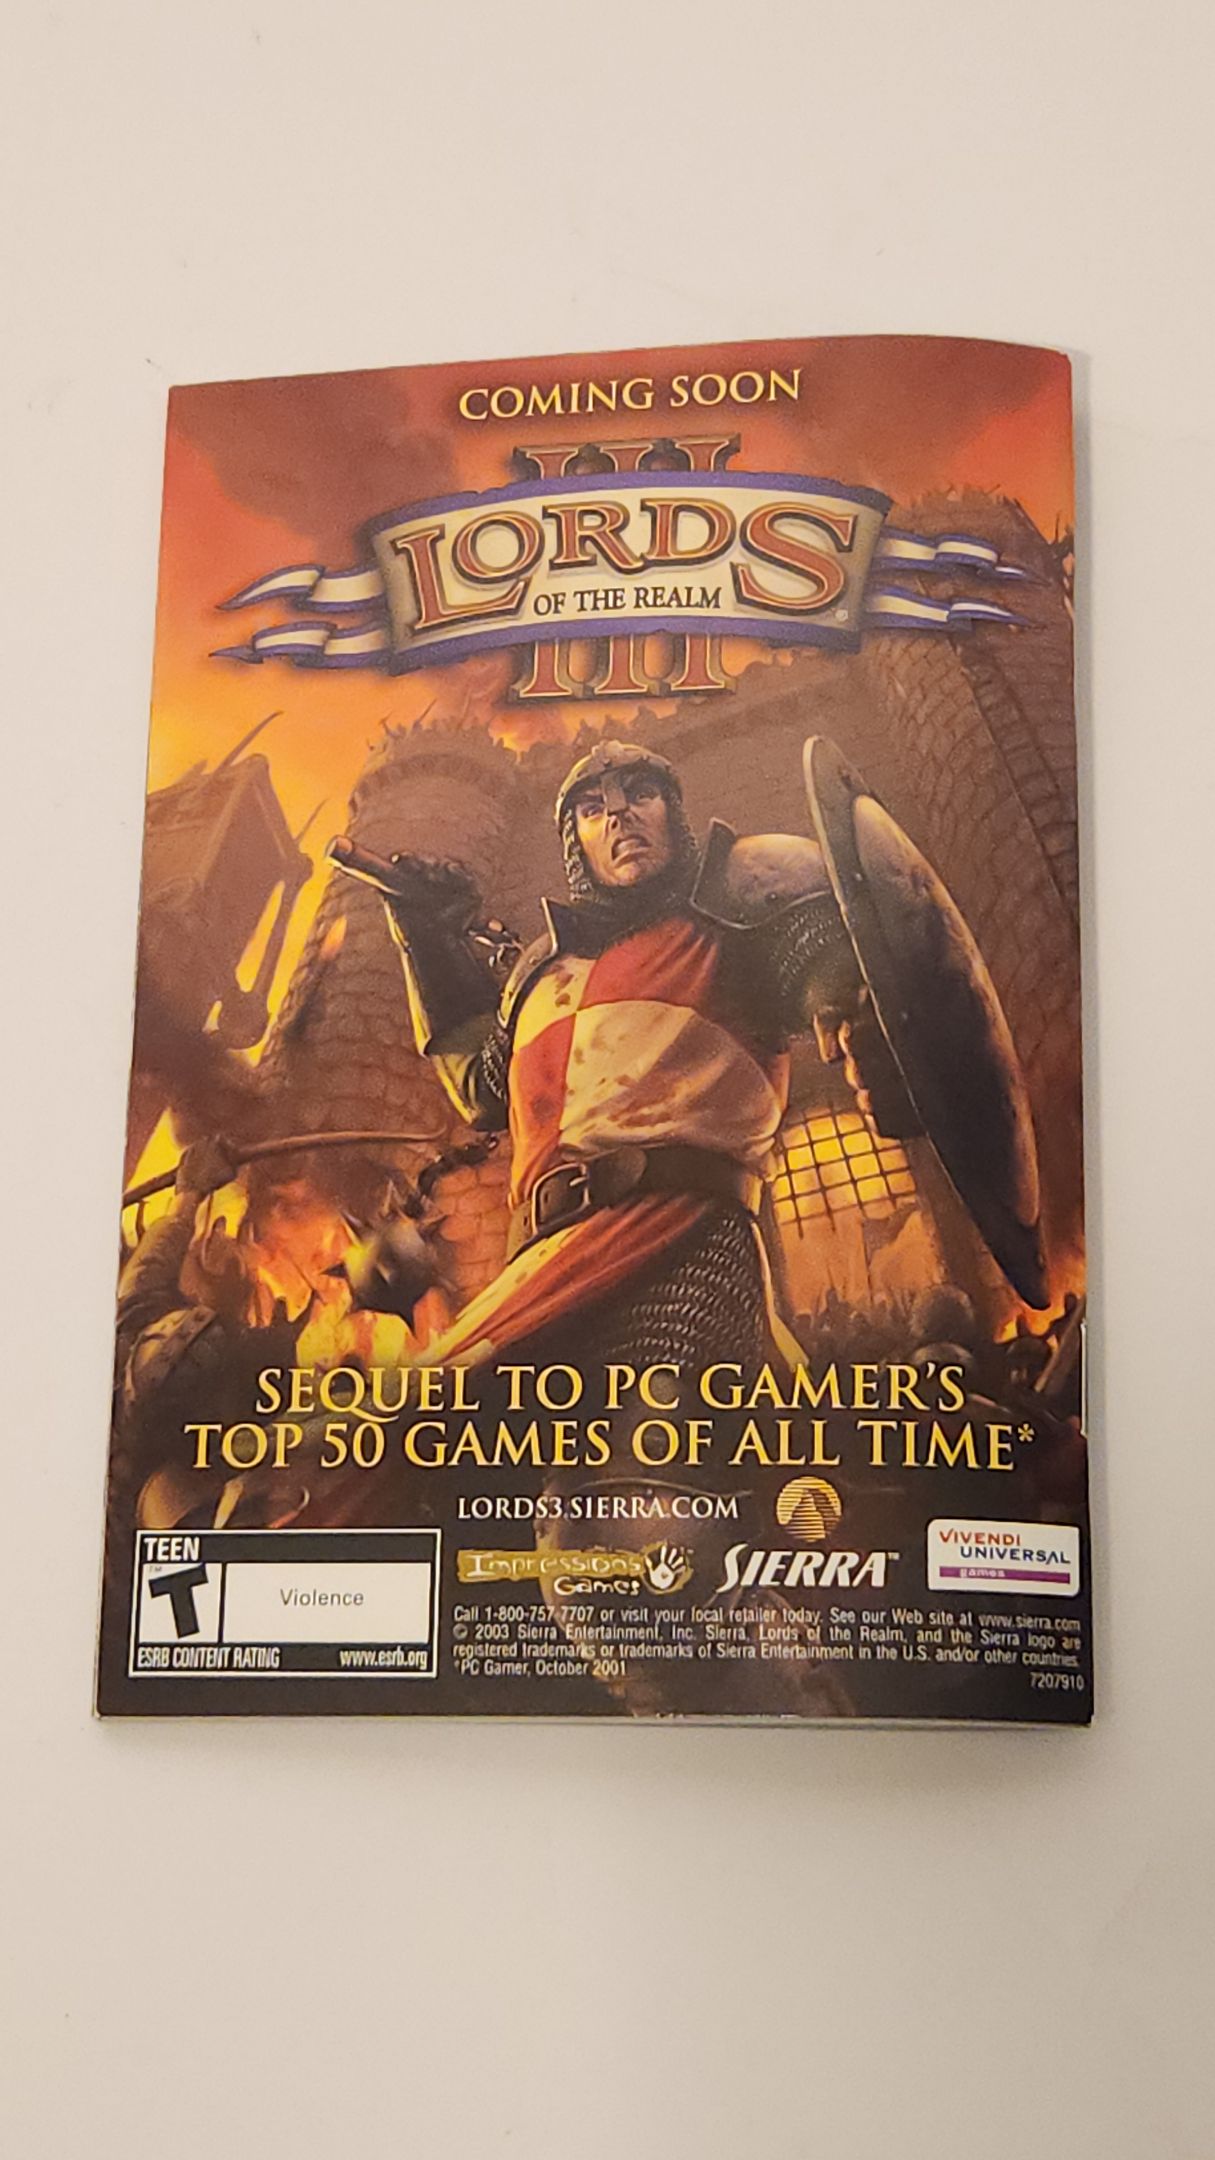 COMING SOON
III
LORDS
OF THE REALM
SEQUEL TO PC GAMER'S
TOP 50 GAMES OF ALL TIME*
LORDS3.SIERRA.COM
TEEN
T
Violence
ESRB CONTENT RATING www.esrb.org
Impressions
Games
SIERRA™
VIVENDI
UNIVERSAL
games
Call 1-800-757-7707 or visit your local retailer today. See our Web site at www.sierra.com
© 2003 Sierra Entertainment, Inc. Sierra, Lords of the Realm, and the Sierra logo are
registered trademarks or trademarks of Sierra Entertainment in the U.S. and/or other countries.
*PC Gamer, October 2001
7207910